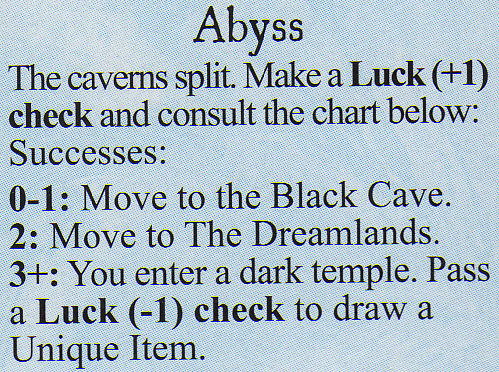 Abyss
The caverns split. Make a Luck (+1)
check and consult the chart below:
Successes:
0-1: Move to the Black Cave.
2: Move to The Dreamlands.
3+: You enter a dark temple. Pass
a Luck (-1) check to draw a
Unique Item.